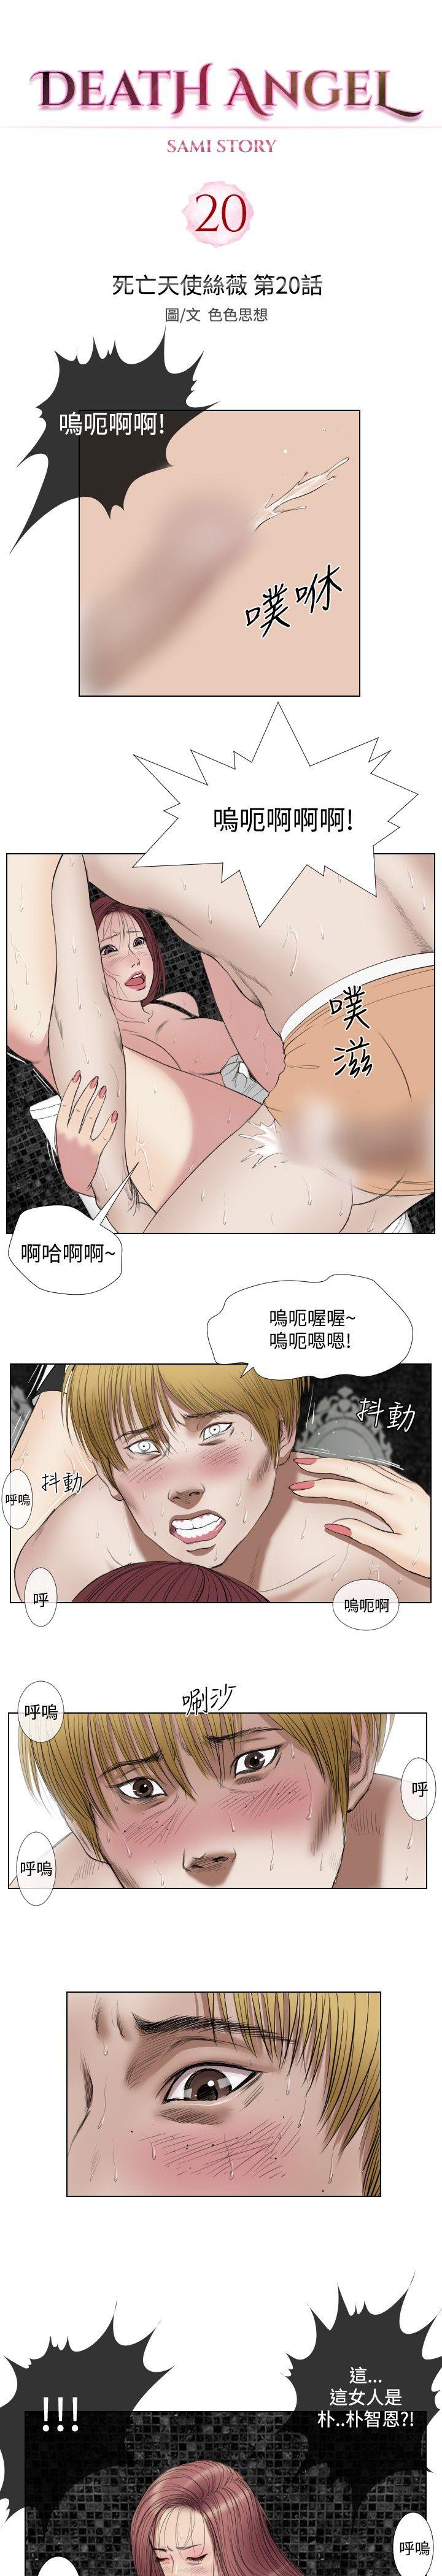 DEATH ANGEL
SAMI STORY
20
死亡天使絲薇 第20話
圖/文 色色思想
嗚呃啊啊!
噗咻
嗚呃啊啊啊!
噗
滋
啊哈啊啊~
嗚呃喔喔~
嗚呃嗯嗯!
抖動
抖動
呼嗚
呼
嗚呃啊
呼嗚
唰沙
呼
呼嗚
這...
這女人是
朴..朴智恩?!
!!!
呼嗚